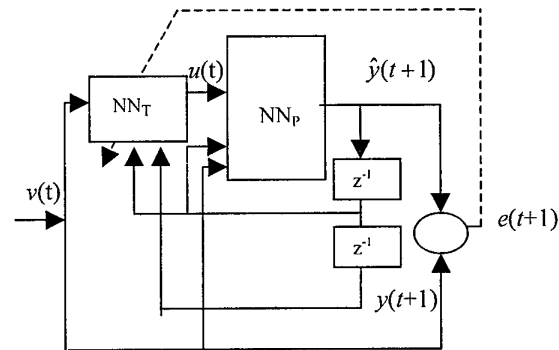 u(t)
ŷ(t+1)
NN_T
NN_P
z⁻¹
v(t)
e(t+1)
z⁻¹
y(t+1)